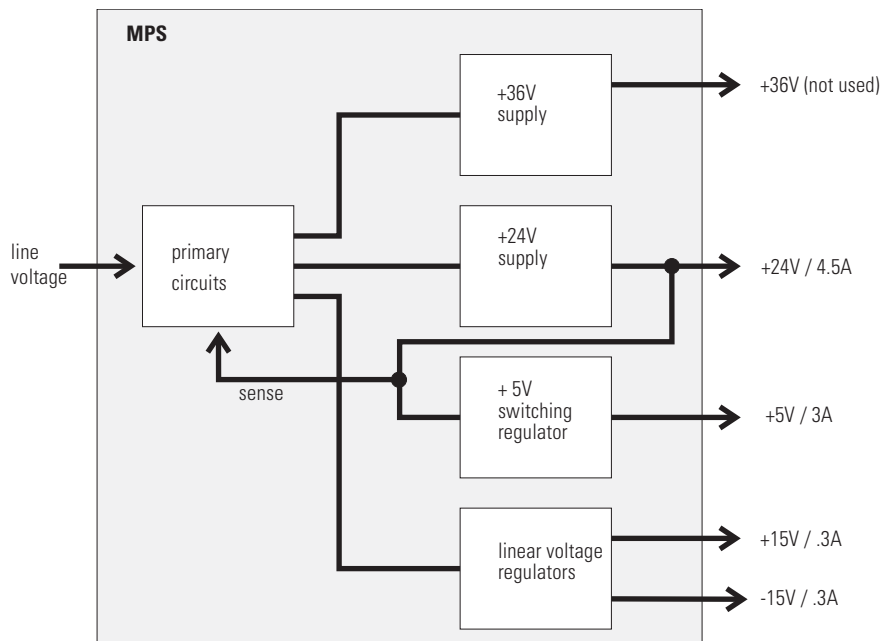 MPS
+36V
supply
+36V (not used)
line
voltage
primary
circuits
+24V
supply
+24V / 4.5A
sense
+ 5V
switching
regulator
+5V / 3A
linear voltage
regulators
+15V / .3A
-15V / .3A